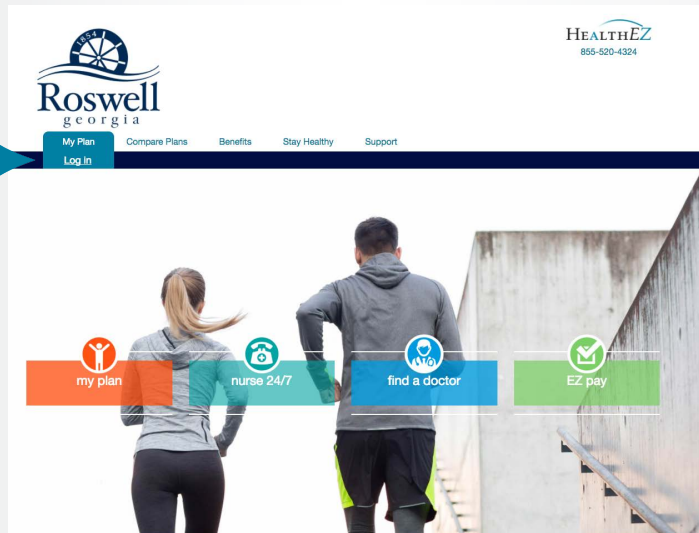 1854
Roswell
georgia
HEALTHEZ
855-520-4324
My Plan
Compare Plans
Benefits
Stay Healthy
Support
Log in
my plan
nurse 24/7
find a doctor
EZ pay